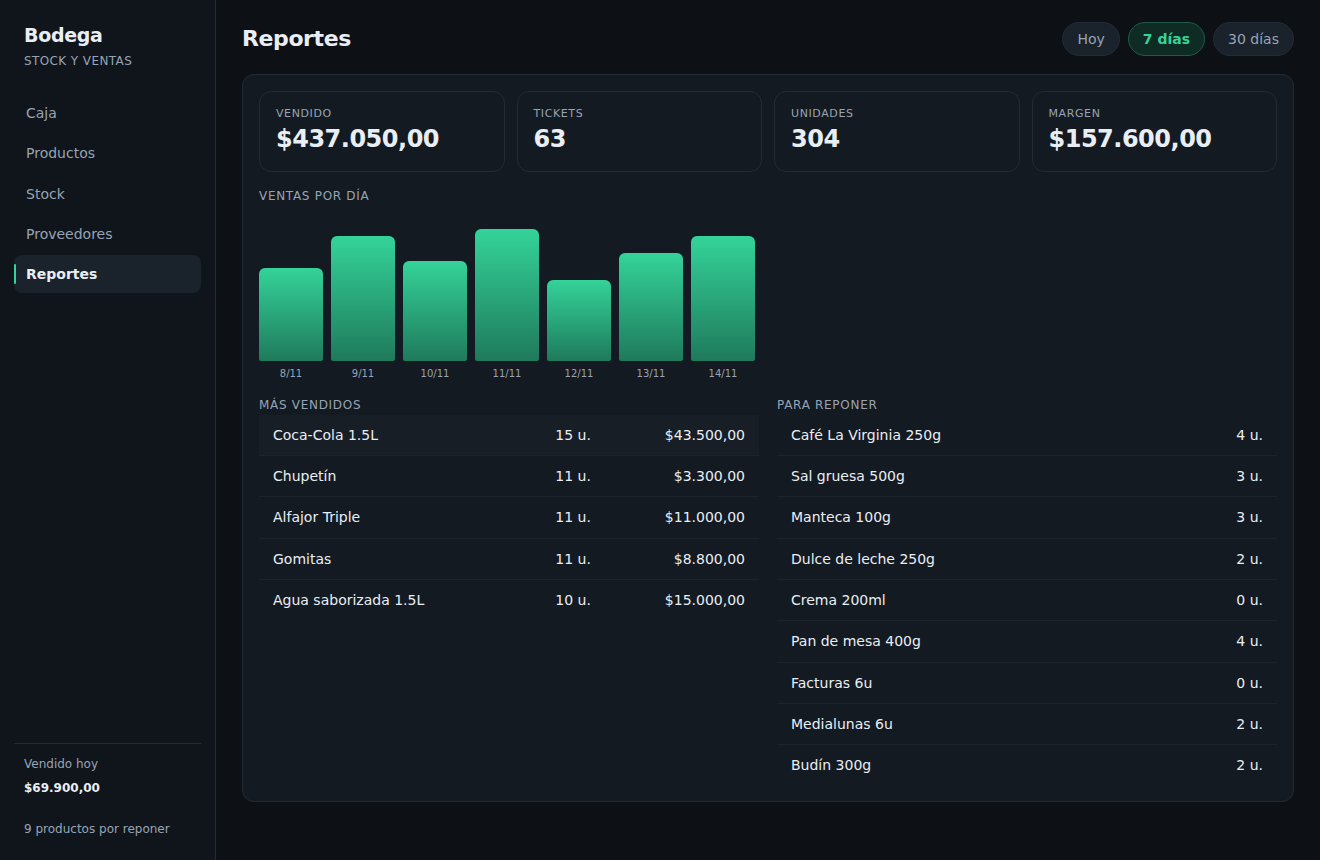 Bodega
STOCK Y VENTAS
Caja
Productos
Stock
Proveedores
Reportes
Vendido hoy
$69.900,00
9 productos por reponer
Reportes
Hoy
7 días
30 días
VENDIDO
$437.050,00
TICKETS
63
UNIDADES
304
MARGEN
$157.600,00
VENTAS POR DÍA
8/11 9/11 10/11 11/11 12/11 13/11 14/11
MÁS VENDIDOS
Coca-Cola 1.5L 15 u. $43.500,00
Chupetín 11 u. $3.300,00
Alfajor Triple 11 u. $11.000,00
Gomitas 11 u. $8.800,00
Agua saborizada 1.5L 10 u. $15.000,00
PARA REPONER
Café La Virginia 250g 4 u.
Sal gruesa 500g 3 u.
Manteca 100g 3 u.
Dulce de leche 250g 2 u.
Crema 200ml 0 u.
Pan de mesa 400g 4 u.
Facturas 6u 0 u.
Medialunas 6u 2 u.
Budín 300g 2 u.